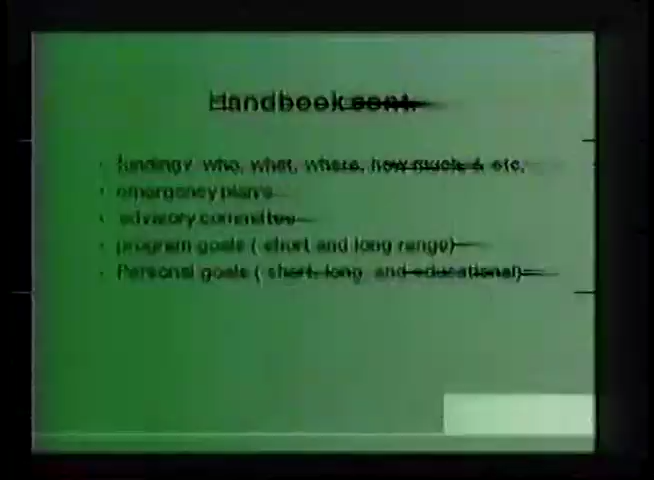 Handbook cont.
• funding: who, what, where, how much & etc.
• emergency plans
• advisory committee
• program goals ( short and long range)
• Personal goals ( short, long, and educational)